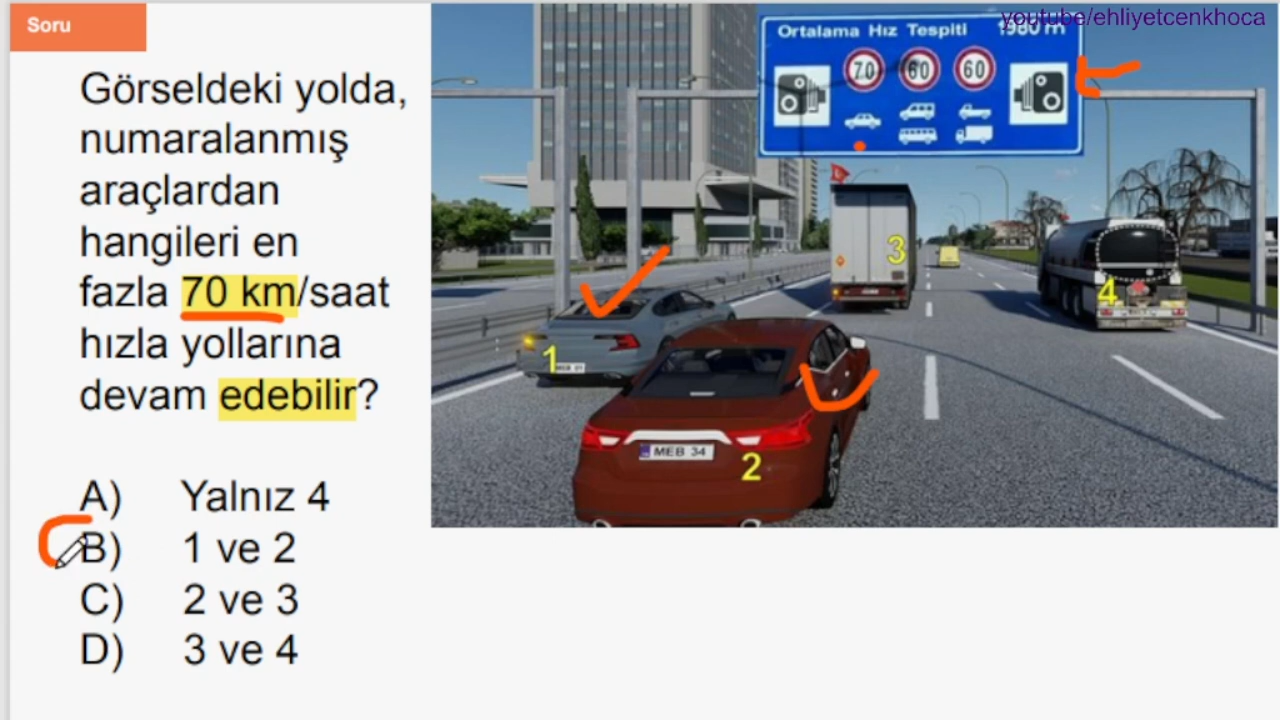 Soru
youtube/ehliyetcenkhoca
Ortalama Hız Tespiti 1980 m
70 60 60
Görseldeki yolda,
numaralanmış
araçlardan
hangileri en
fazla 70 km/saat
hızla yollarına
devam edebilir?
3
4
1
MEB 34
2
A) Yalnız 4
B) 1 ve 2
C) 2 ve 3
D) 3 ve 4